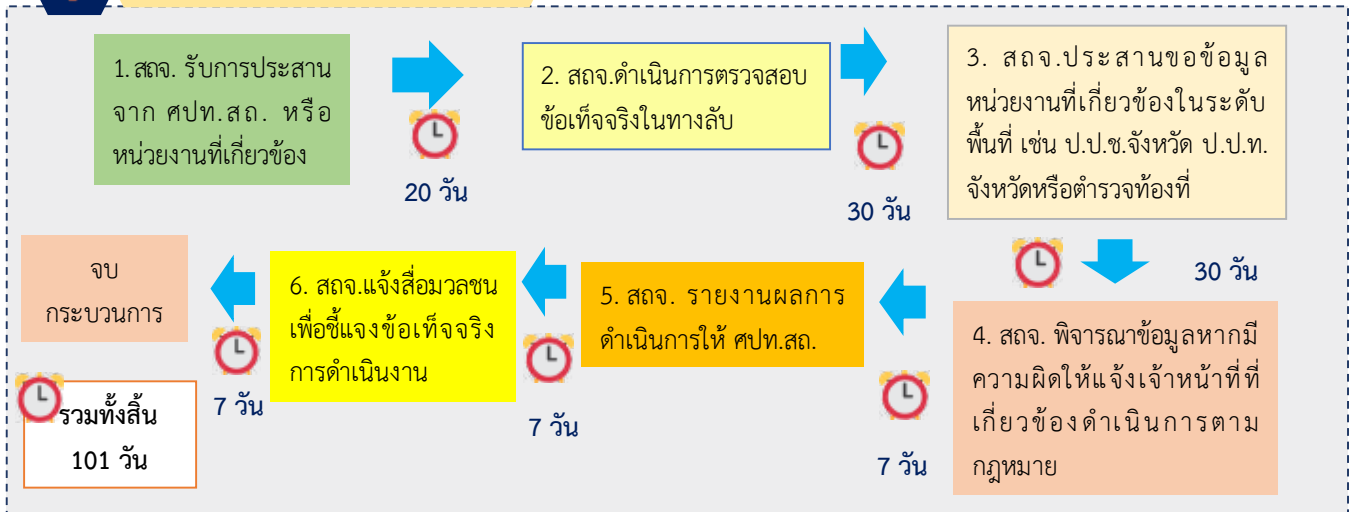 1. สถจ. รับการประสาน
จาก ศปท.สถ. หรือ
หน่วยงานที่เกี่ยวข้อง
20 วัน
2. สถจ.ดำเนินการตรวจสอบ
ข้อเท็จจริงในทางลับ
30 วัน
3. สถจ.ประสานขอข้อมูล
หน่วยงานที่เกี่ยวข้องในระดับ
พื้นที่ เช่น ป.ป.ช.จังหวัด ป.ป.ท.
จังหวัดหรือตำรวจท้องที่
30 วัน
4. สถจ. พิจารณาข้อมูลหากมี
ความผิดให้แจ้งเจ้าหน้าที่ที่
เกี่ยวข้องดำเนินการตาม
กฎหมาย
7 วัน
5. สถจ. รายงานผลการ
ดำเนินการให้ ศปท.สถ.
7 วัน
6. สถจ.แจ้งสื่อมวลชน
เพื่อชี้แจงข้อเท็จจริง
การดำเนินงาน
7 วัน
จบ
กระบวนการ
รวมทั้งสิ้น
101 วัน